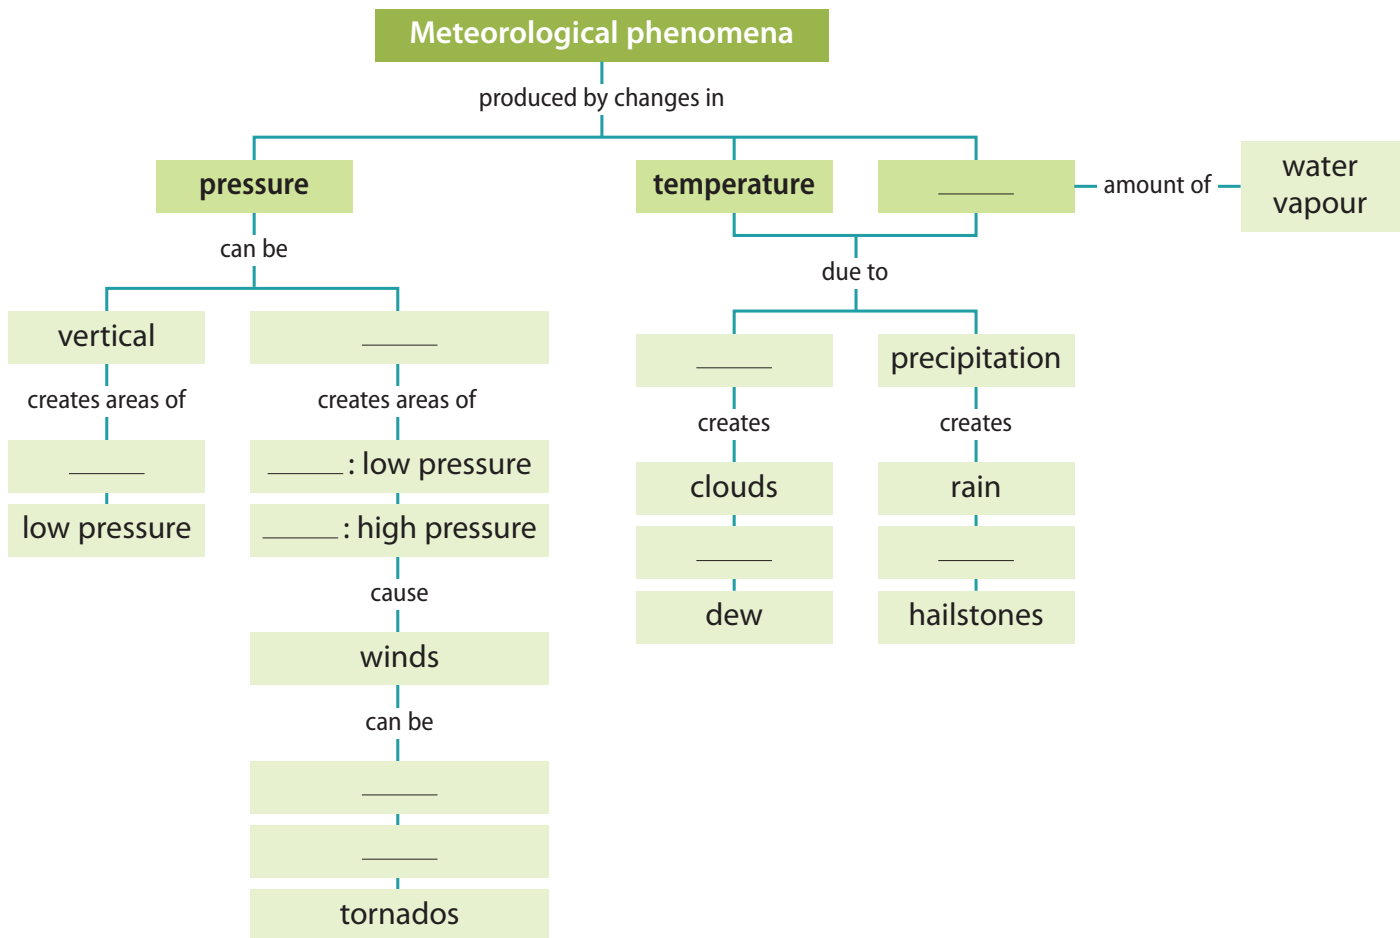 Meteorological phenomena
produced by changes in
pressure
temperature
______
amount of
water
vapour
can be
due to
vertical
______
______
precipitation
creates areas of
creates areas of
creates
creates
______
______: low pressure
clouds
rain
low pressure
______: high pressure
______
______
cause
dew
hailstones
winds
can be
______
______
tornados